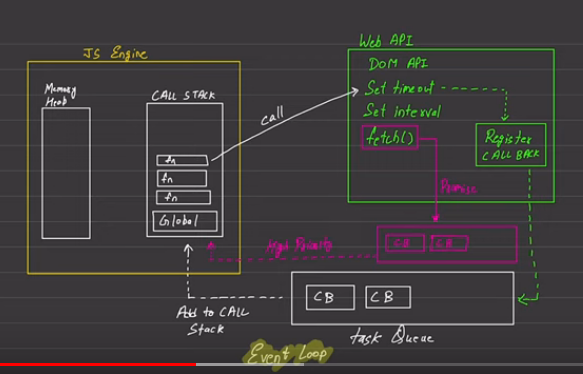 JS Engine
Memory
Heap
CALL STACK
fn
fn
fn
Global
call
Web API
DOM API
Set timeout
Set interval
fetch()
Register
CALL BACK
Promise
High Priority
CB CB
CB CB
Add to CALL
Stack
task Queue
Event Loop